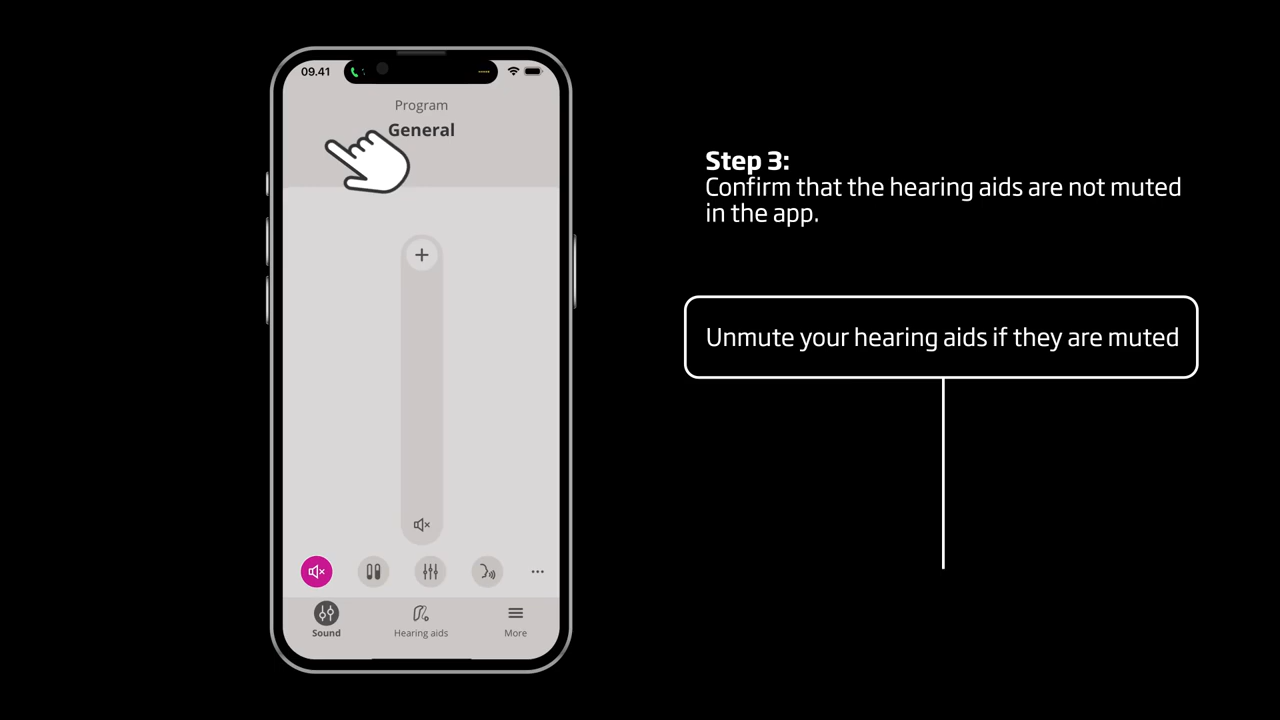 09.41
Program
General
Sound
Hearing aids
More
Step 3:
Confirm that the hearing aids are not muted
in the app.
Unmute your hearing aids if they are muted